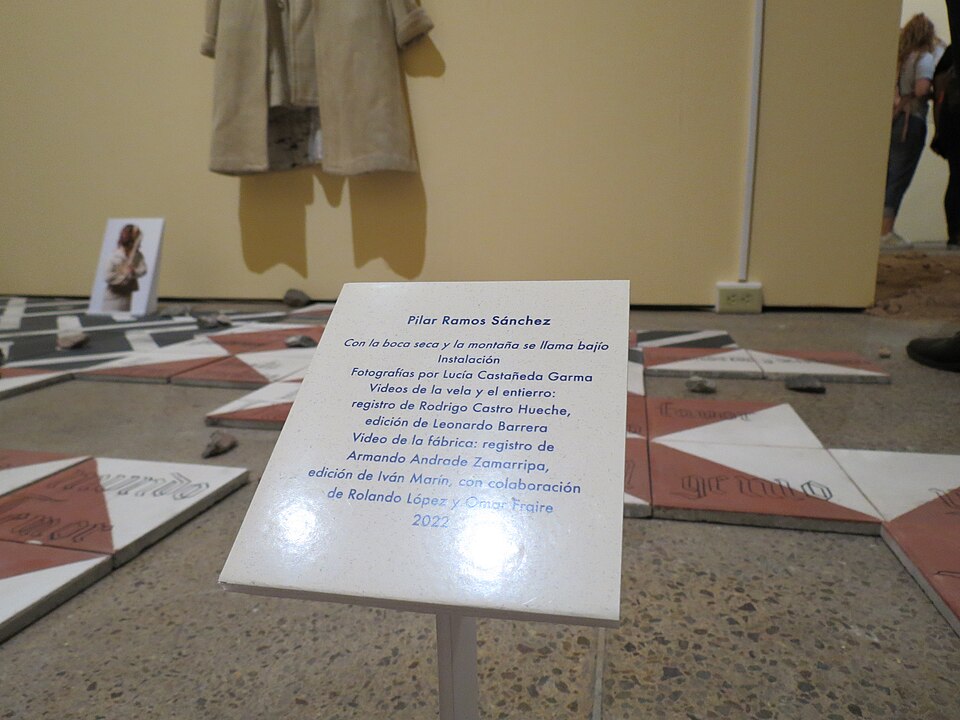 Pilar Ramos Sánchez
Con la boca seca y la montaña se llama bajío
Instalación
Fotografías por Lucía Castañeda Garma
Videos de la vela y el entierro:
registro de Rodrigo Castro Hueche,
edición de Leonardo Barrera
Video de la fábrica: registro de
Armando Andrade Zamarripa,
edición de Iván Marín, con colaboración
de Rolando López y Omar Fraire
2022